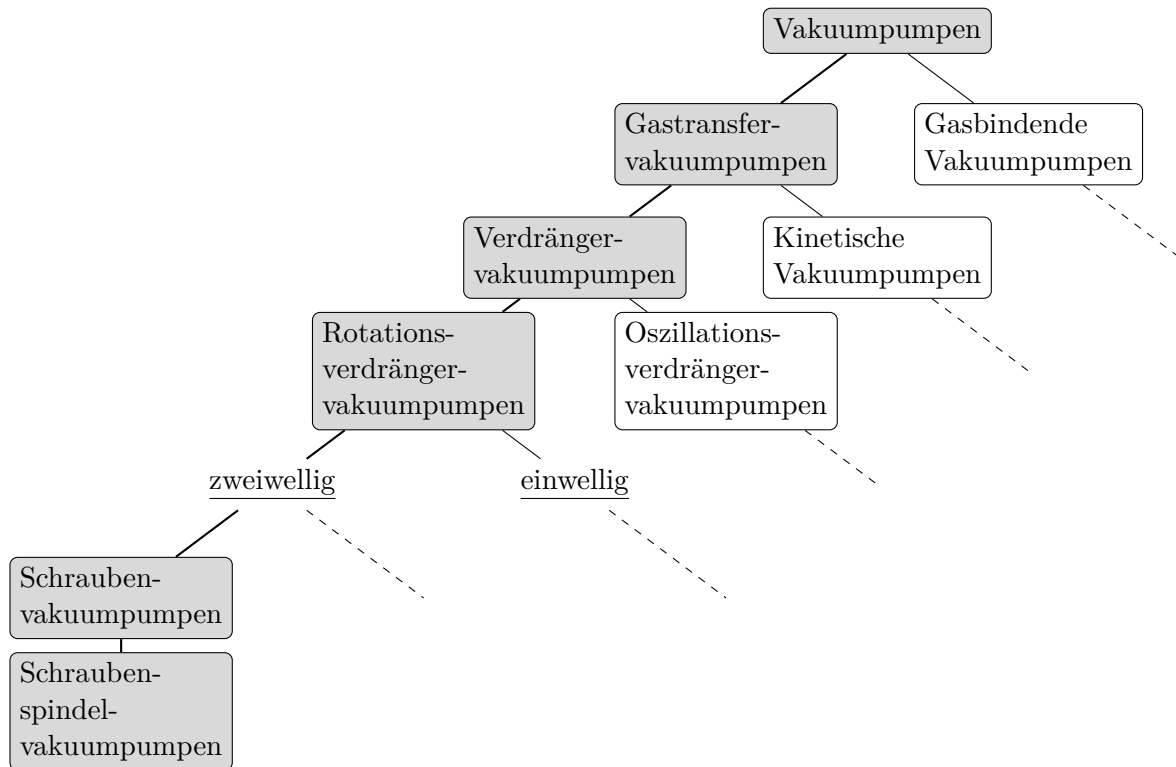 Vakuumpumpen
Gastransfer-
vakuumpumpen
Gasbindende
Vakuumpumpen
Verdränger-
vakuumpumpen
Kinetische
Vakuumpumpen
Rotations-
verdränger-
vakuumpumpen
Oszillations-
verdränger-
vakuumpumpen
zweiwellig
einwellig
Schrauben-
vakuumpumpen
Schrauben-
spindel-
vakuumpumpen